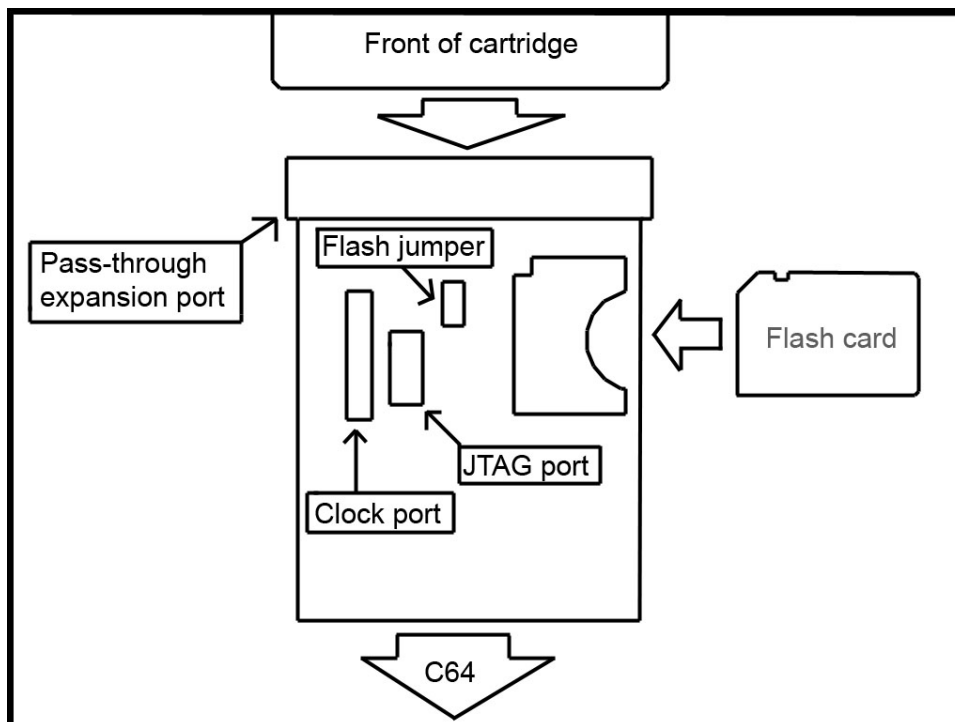 Front of cartridge
Pass-through
expansion port
Flash jumper
Flash card
JTAG port
Clock port
C64